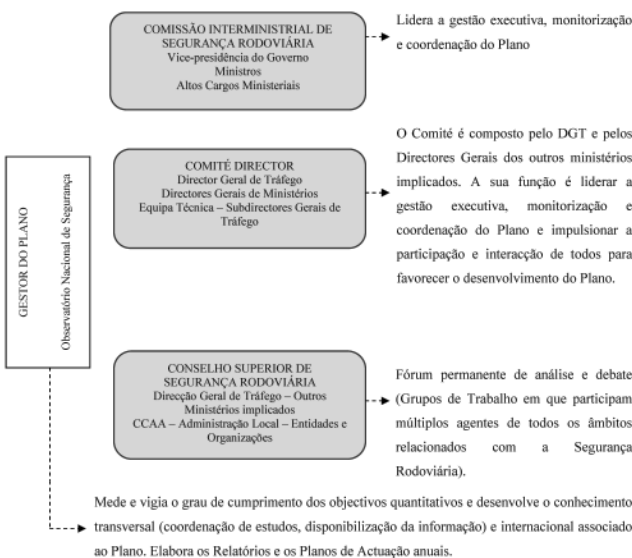 COMISSÃO INTERMINISTRIAL DE
SEGURANÇA RODOVIÁRIA
Vice-presidência do Governo
Ministros
Altos Cargos Ministeriais
Lidera a gestão executiva, monitorização
e coordenação do Plano
COMITÉ DIRECTOR
Director Geral de Tráfego
Directores Gerais de Ministérios
Equipa Técnica – Subdirectores Gerais de
Tráfego
O Comité é composto pelo DGT e pelos
Directores Gerais dos outros ministérios
implicados. A sua função é liderar a
gestão executiva, monitorização e
coordenação do Plano e impulsionar a
participação e interacção de todos para
favorecer o desenvolvimento do Plano.
GESTOR DO PLANO
Observatório Nacional de Segurança
CONSELHO SUPERIOR DE
SEGURANÇA RODOVIÁRIA
Direcção Geral de Tráfego – Outros
Ministérios implicados
CCAA – Administração Local – Entidades e
Organizações
Fórum permanente de análise e debate
(Grupos de Trabalho em que participam
múltiplos agentes de todos os âmbitos
relacionados com a Segurança
Rodoviária).
Mede e vigia o grau de cumprimento dos objectivos quantitativos e desenvolve o conhecimento
transversal (coordenação de estudos, disponibilização da informação) e internacional associado
ao Plano. Elabora os Relatórios e os Planos de Actuação anuais.